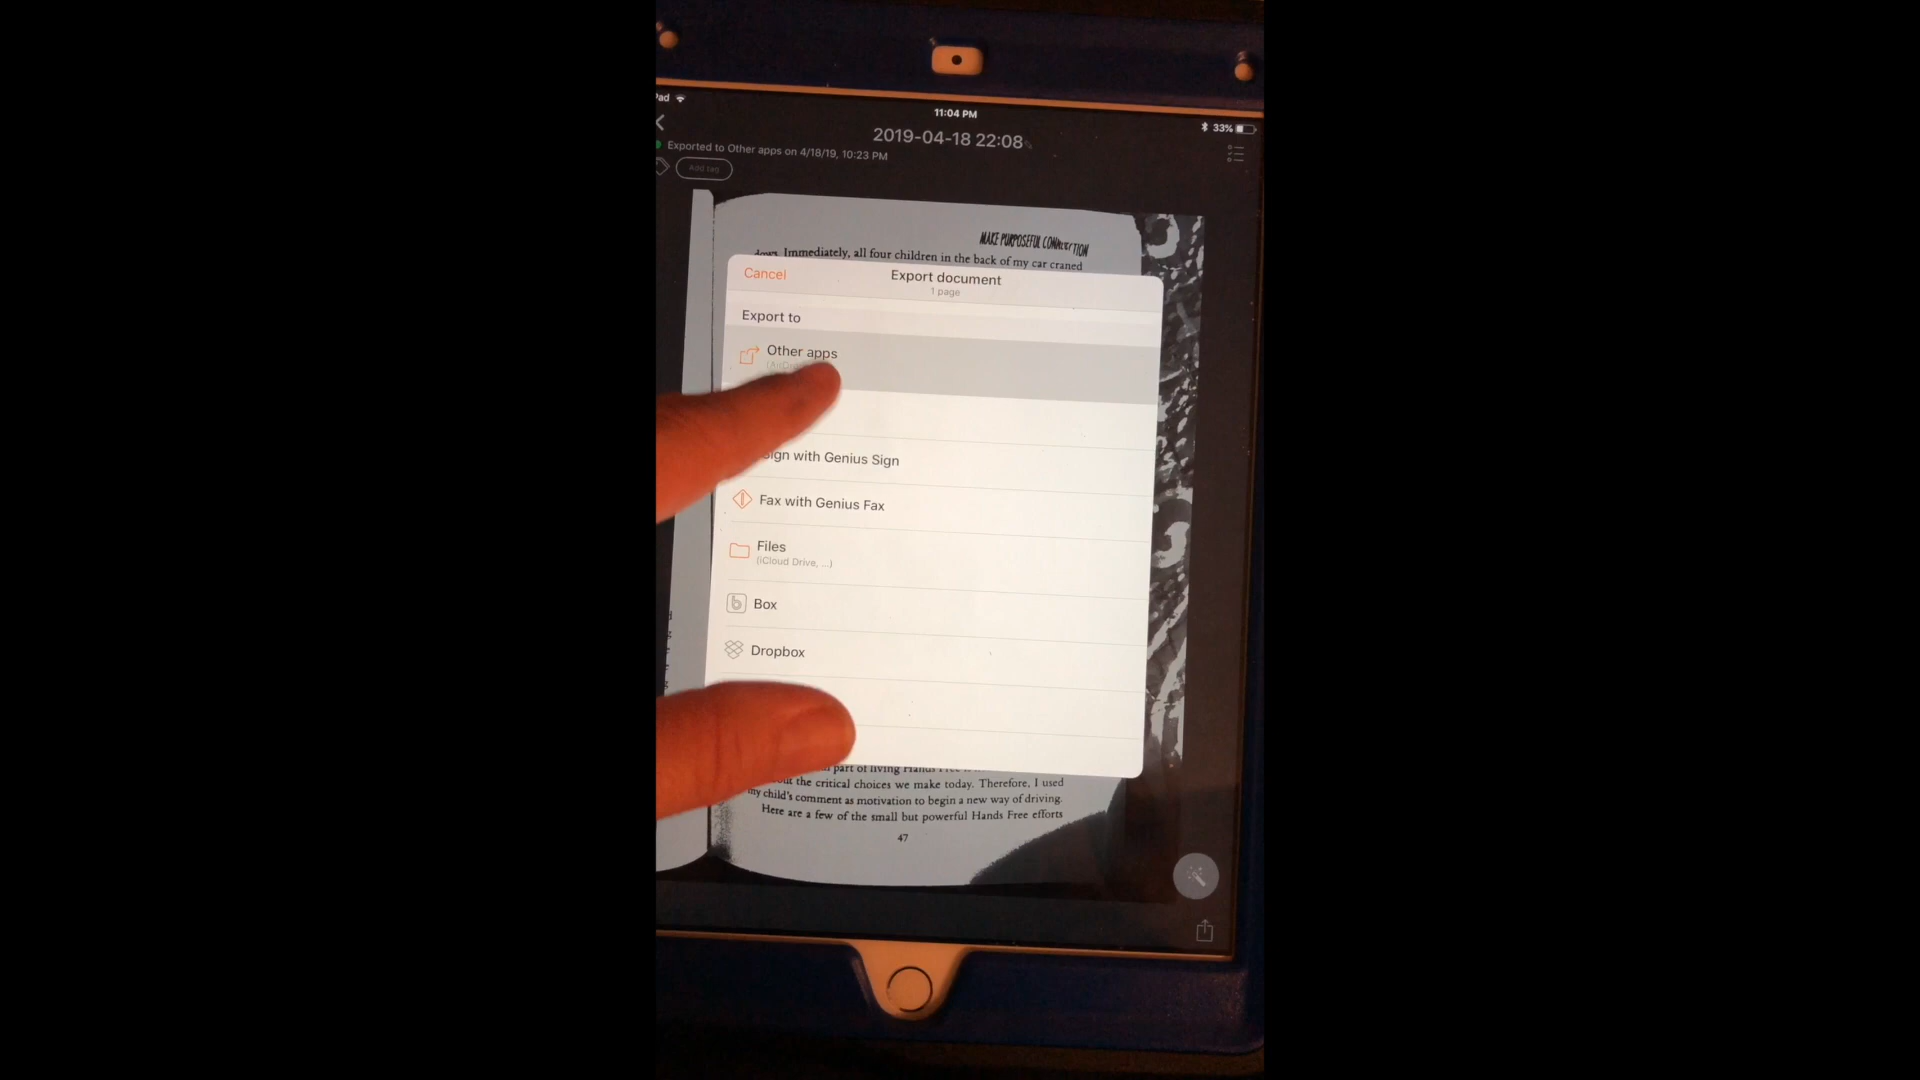 11:04 PM
33%
2019-04-18 22:08
Exported to Other apps on 4/18/19, 10:23 PM
Add tag
MAKE PURPOSEFUL CONNECTION
Immediately, all four children in the back of my car craned
Cancel
Export document
1 page
Export to
Other apps
Sign with Genius Sign
Fax with Genius Fax
Files
(iCloud Drive, ...)
Box
Dropbox
part of living Hands Free
the critical choices we make today. Therefore, I used
my child's comment as motivation to begin a new way of driving.
Here are a few of the small but powerful Hands Free efforts
47